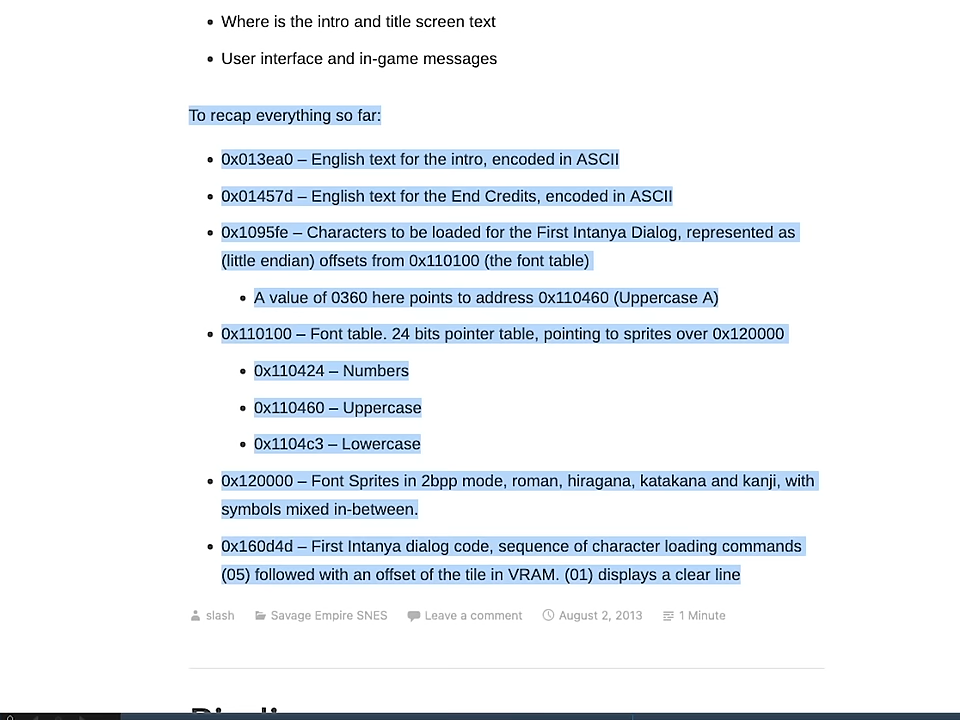 Where is the intro and title screen text
User interface and in-game messages
To recap everything so far:
0x013ea0 – English text for the intro, encoded in ASCII
0x01457d – English text for the End Credits, encoded in ASCII
0x1095fe – Characters to be loaded for the First Intanya Dialog, represented as
(little endian) offsets from 0x110100 (the font table)
A value of 0360 here points to address 0x110460 (Uppercase A)
0x110100 – Font table. 24 bits pointer table, pointing to sprites over 0x120000
0x110424 – Numbers
0x110460 – Uppercase
0x1104c3 – Lowercase
0x120000 – Font Sprites in 2bpp mode, roman, hiragana, katakana and kanji, with
symbols mixed in-between.
0x160d4d – First Intanya dialog code, sequence of character loading commands
(05) followed with an offset of the tile in VRAM. (01) displays a clear line
slash Savage Empire SNES Leave a comment August 2, 2013 1 Minute